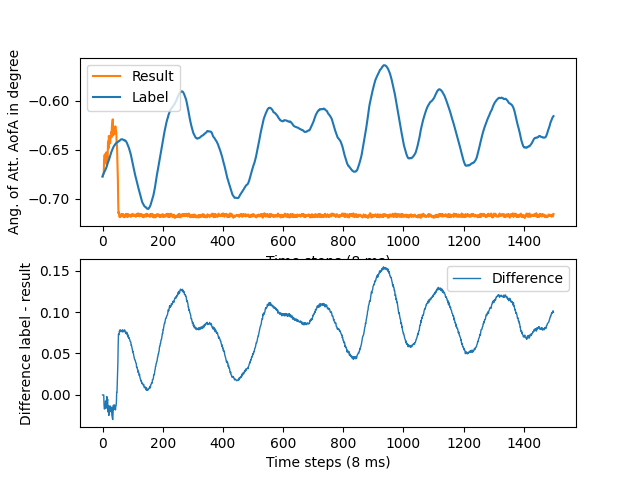 Ang. of Att. AofA in degree
Result
Label
−0.60
−0.65
−0.70
0 200 400 600 800 1000 1200 1400
Time steps (8 ms)
Difference label - result
Difference
0.15
0.10
0.05
0.00
0 200 400 600 800 1000 1200 1400
Time steps (8 ms)